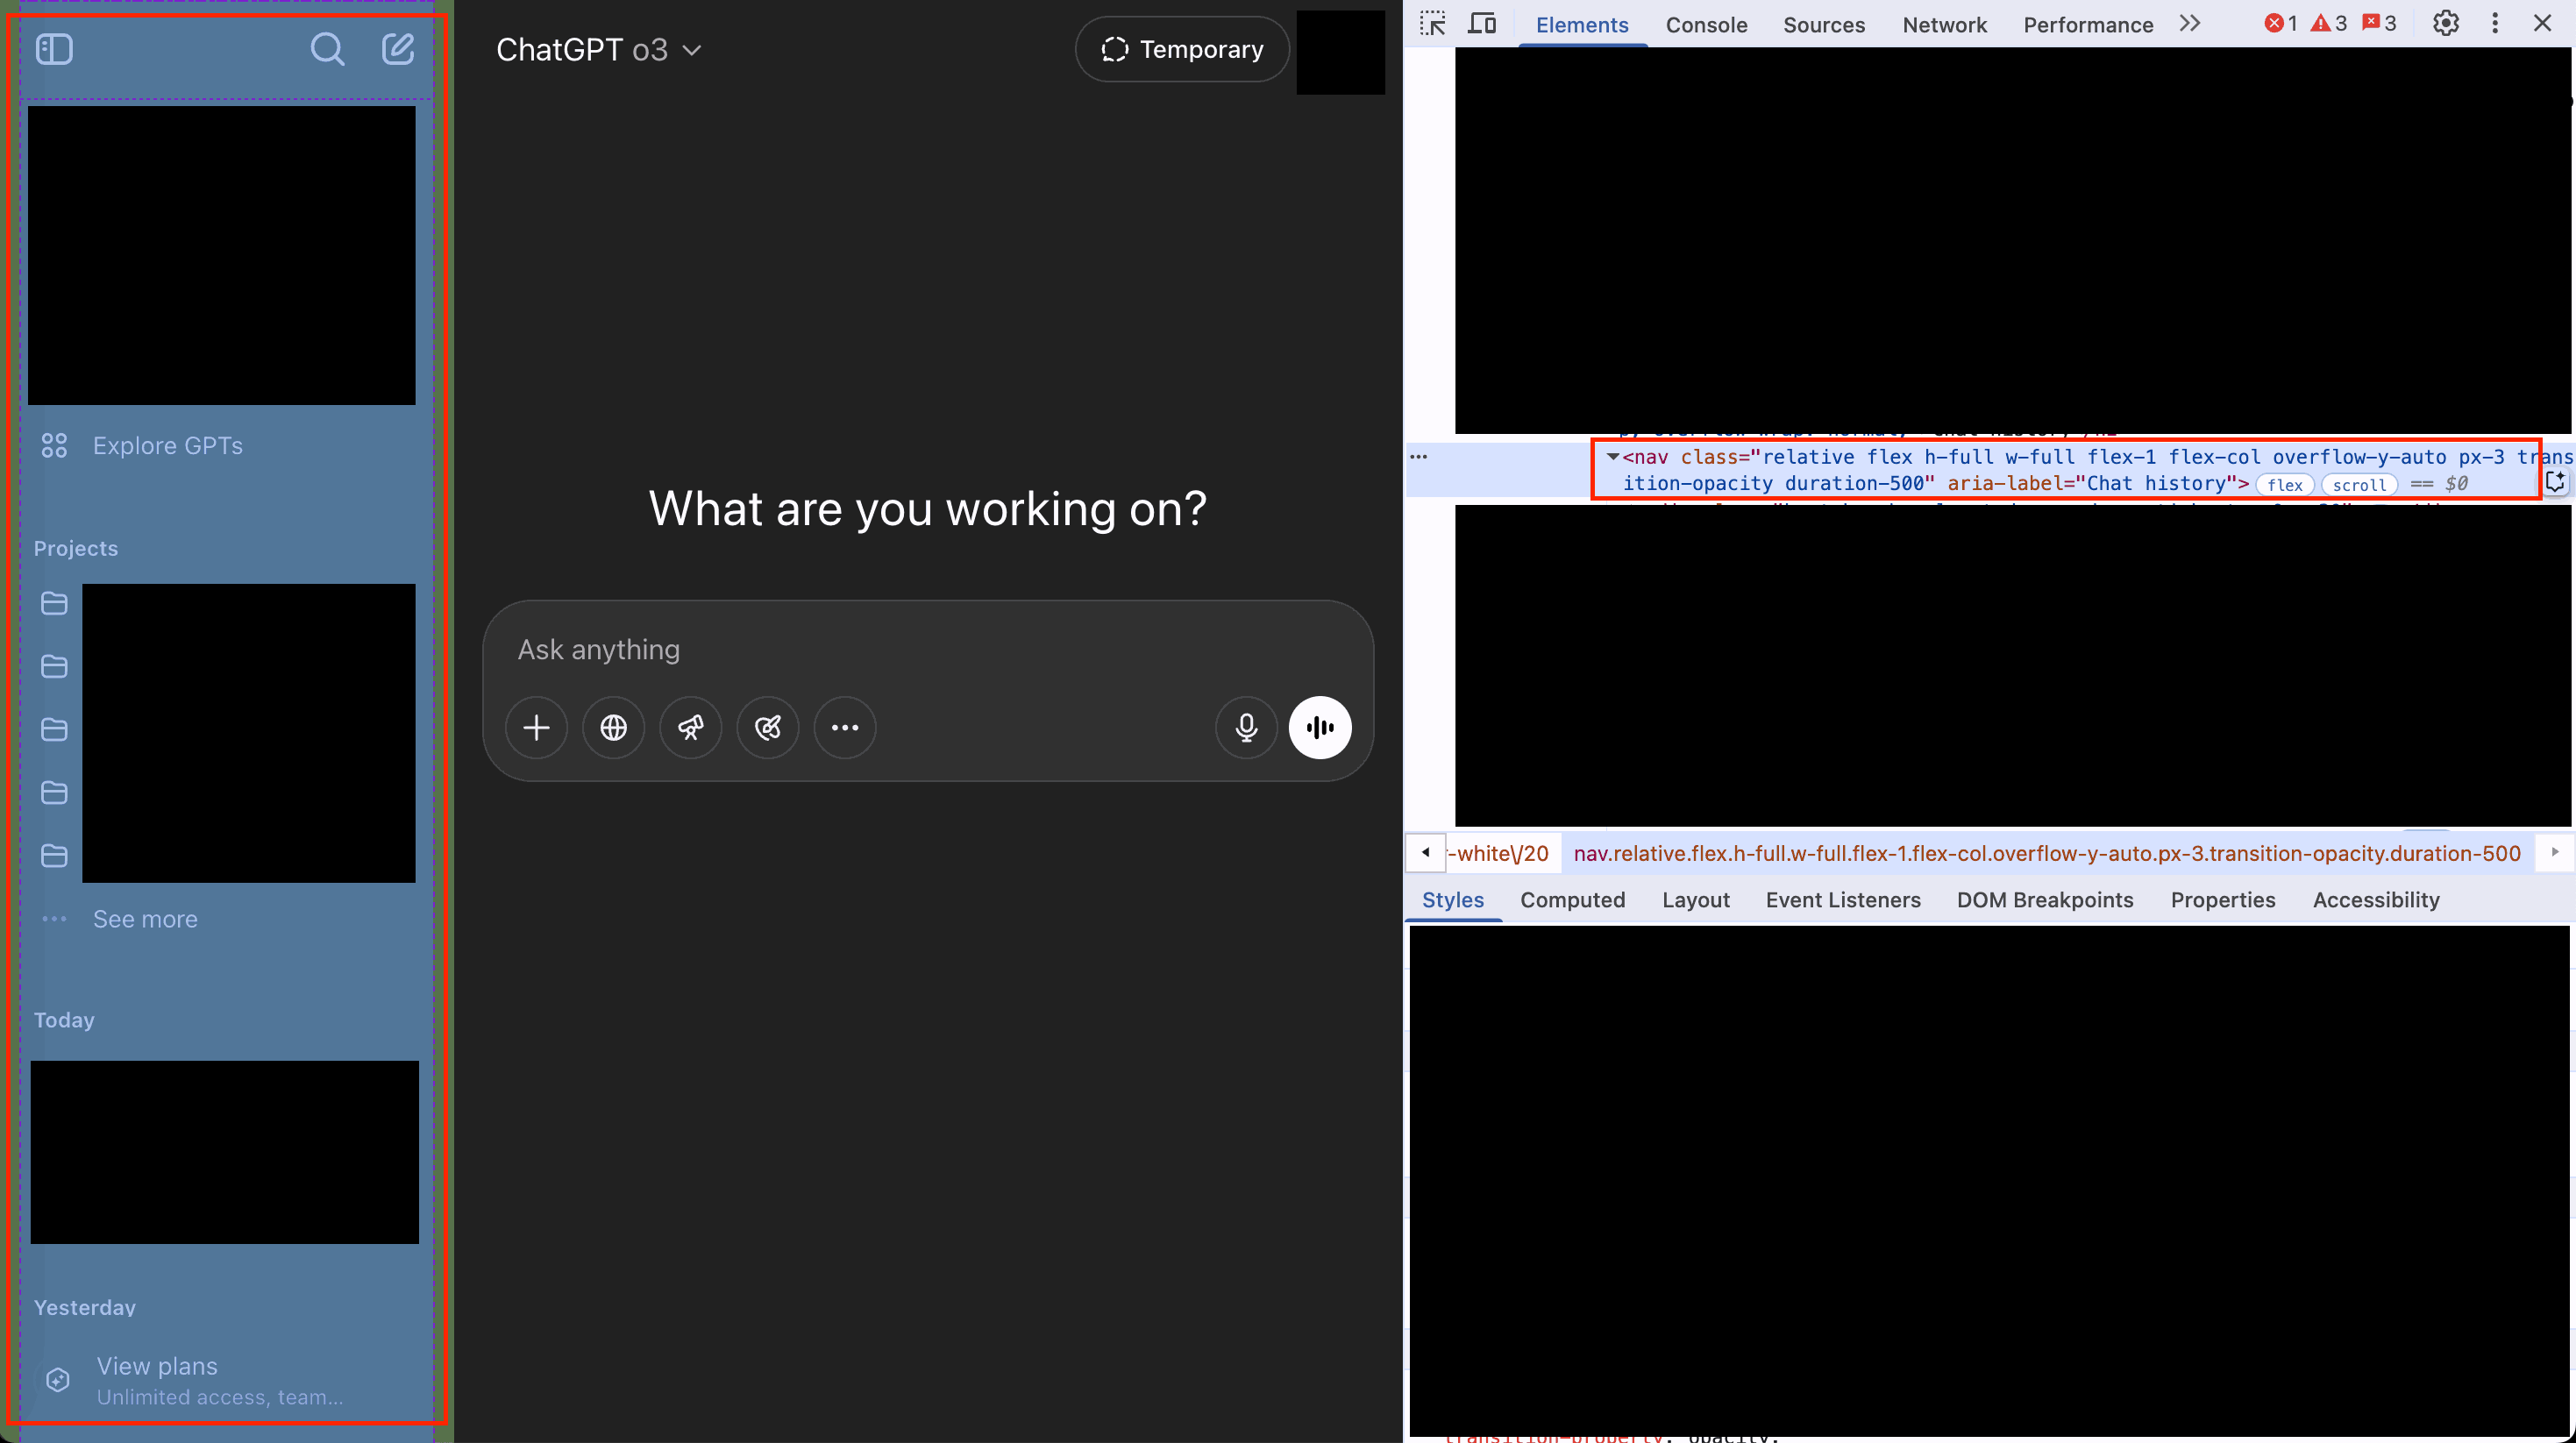 ChatGPT o3
Temporary
Explore GPTs
Projects
See more
Today
Yesterday
View plans
Unlimited access, team...
What are you working on?
Ask anything
Elements Console Sources Network Performance 1 3 3
<nav class="relative flex h-full w-full flex-1 flex-col overflow-y-auto px-3 trans
ition-opacity duration-500" aria-label="Chat history"> flex scroll == $0
-white\/20 nav.relative.flex.h-full.w-full.flex-1.flex-col.overflow-y-auto.px-3.transition-opacity.duration-500
Styles Computed Layout Event Listeners DOM Breakpoints Properties Accessibility
transition-property: opacity;